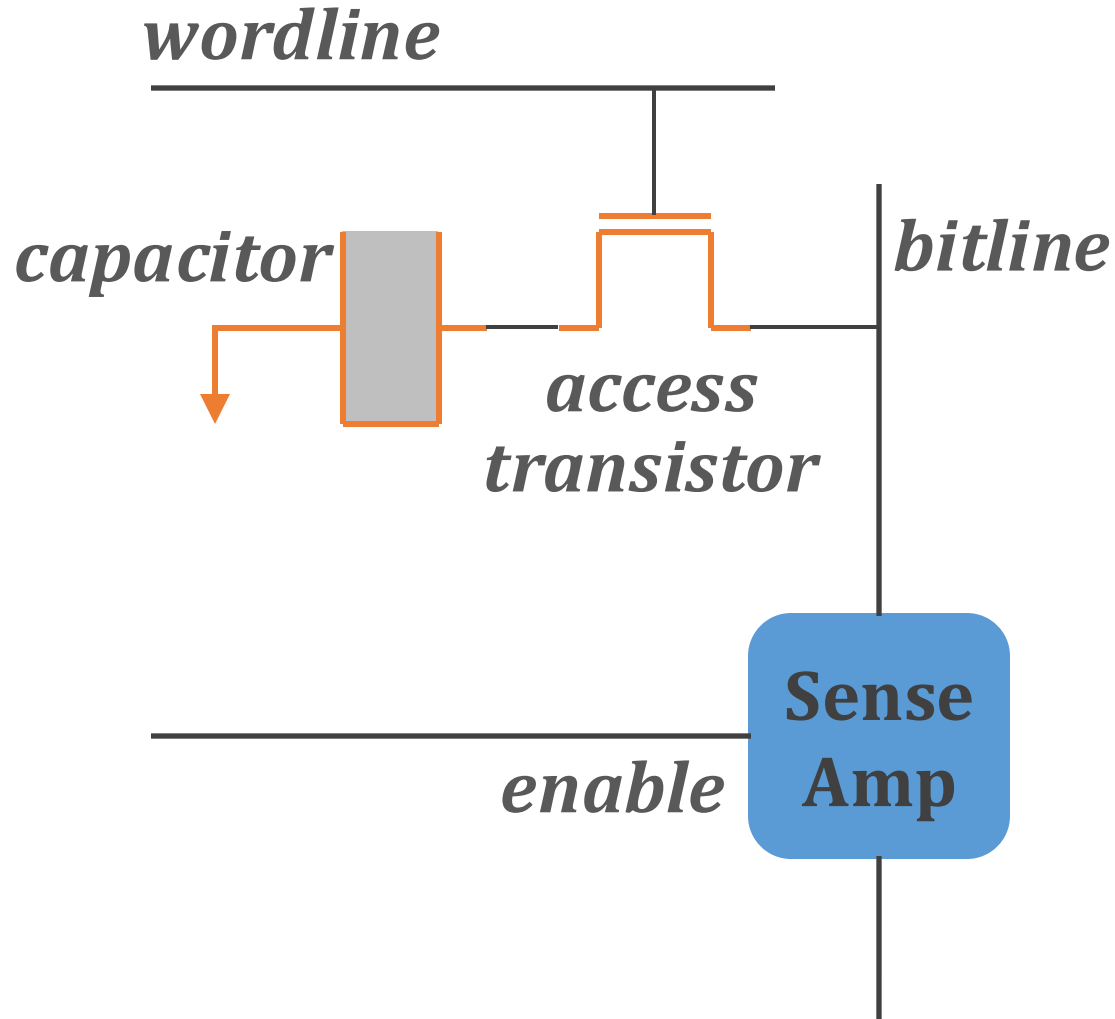 wordline
capacitor
bitline
access
transistor
Sense
Amp
enable